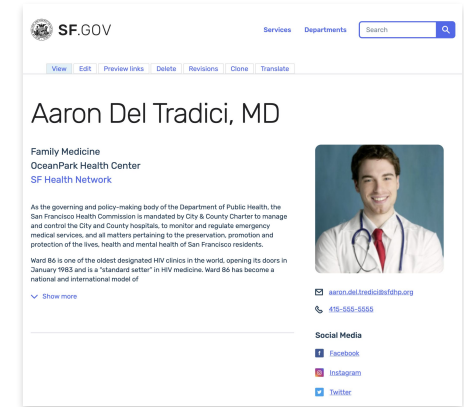 SF.GOV
Services Departments Search
View Edit Preview links Delete Revisions Clone Translate
Aaron Del Tradici, MD
Family Medicine
OceanPark Health Center
SF Health Network
As the governing and policy-making body of the Department of Public Health, the
San Francisco Health Commission is mandated by City & County Charter to manage
and control the City and County hospitals, to monitor and regulate emergency
medical services, and all matters pertaining to the preservation, promotion and
protection of the lives, health and mental health of San Francisco residents.
Ward 86 is one of the oldest designated HIV clinics in the world, opening its doors in
January 1983 and is a "standard setter" in HIV medicine. Ward 86 has become a
national and international model of
Show more
aaron.del.tredici@sfdhp.org
415-555-5555
Social Media
Facebook
Instagram
Twitter